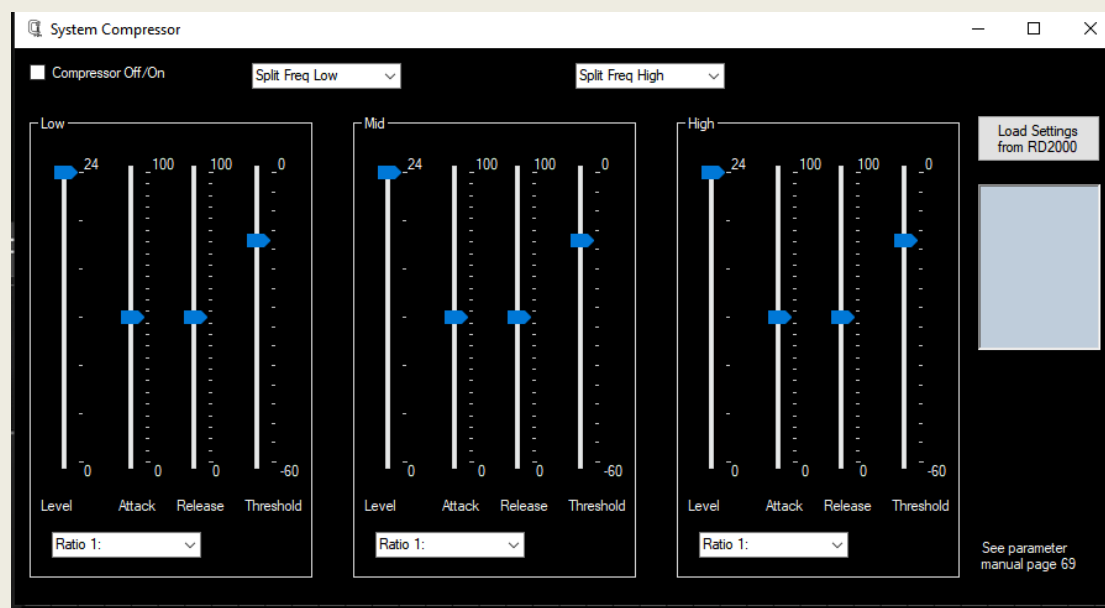 System Compressor
Compressor Off/On
Split Freq Low
Split Freq High
Low
Mid
High
24 100 100 0
24 100 100 0
24 100 100 0
Load Settings
from RD2000
0 0 0 -60
0 0 0 -60
0 0 0 -60
Level Attack Release Threshold
Level Attack Release Threshold
Level Attack Release Threshold
Ratio 1:
Ratio 1:
Ratio 1:
See parameter
manual page 69